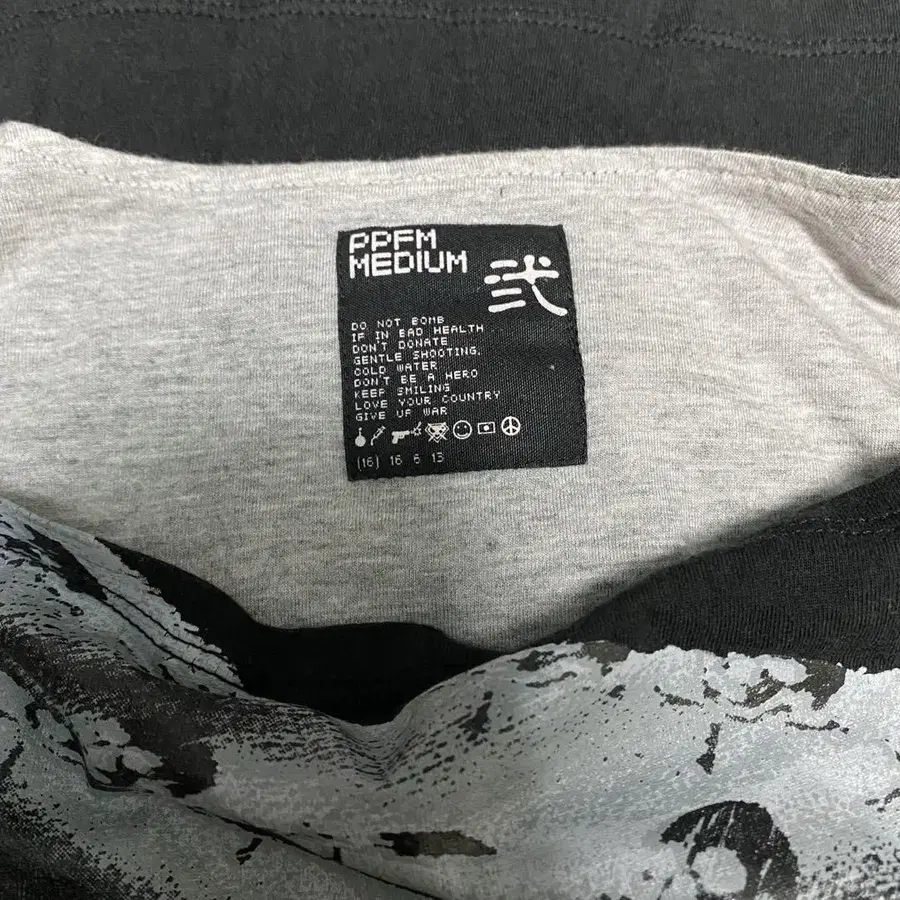 PPFM
MEDIUM
弐
DO NOT BOMB
IF IN BAD HEALTH
DON'T DONATE
GENTLE SHOOTING.
COLD WATER
DON'T BE A HERO
KEEP SMILING
LOVE YOUR COUNTRY
GIVE UP WAR
(16) 16 6 13